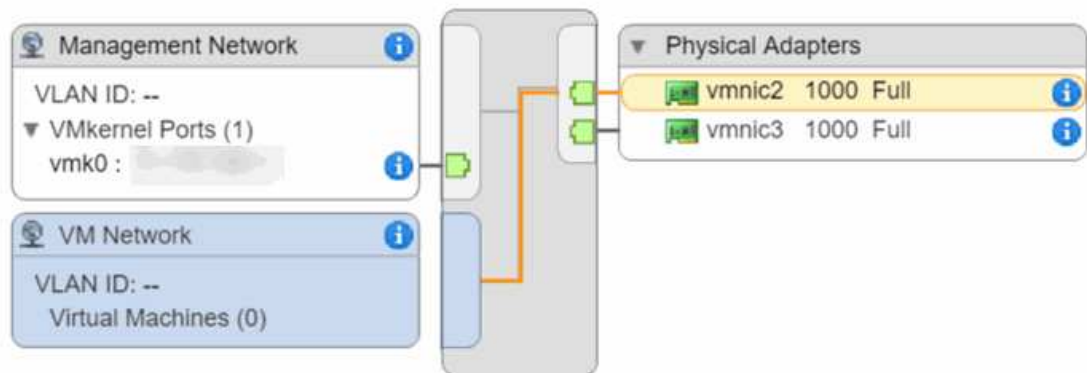 Management Network
VLAN ID: --
VMkernel Ports (1)
vmk0 :
VM Network
VLAN ID: --
Virtual Machines (0)
Physical Adapters
vmnic2 1000 Full
vmnic3 1000 Full